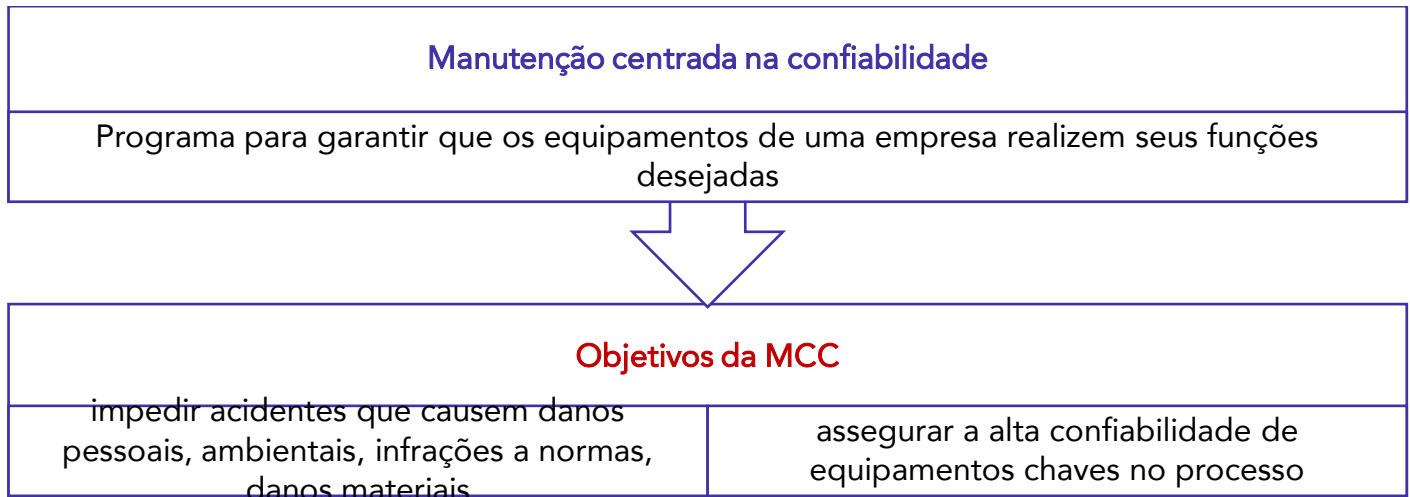 Manutenção centrada na confiabilidade
Programa para garantir que os equipamentos de uma empresa realizem seus funções
desejadas
Objetivos da MCC
impedir acidentes que causem danos
pessoais, ambientais, infrações a normas,
danos materiais
assegurar a alta confiabilidade de
equipamentos chaves no processo